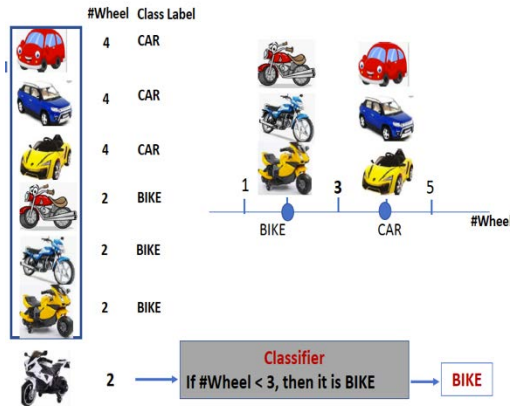 #Wheel Class Label
4 CAR
4 CAR
4 CAR
2 BIKE
2 BIKE
2 BIKE
1 3 5
BIKE CAR
#Wheel
2
Classifier
If #Wheel < 3, then it is BIKE
BIKE